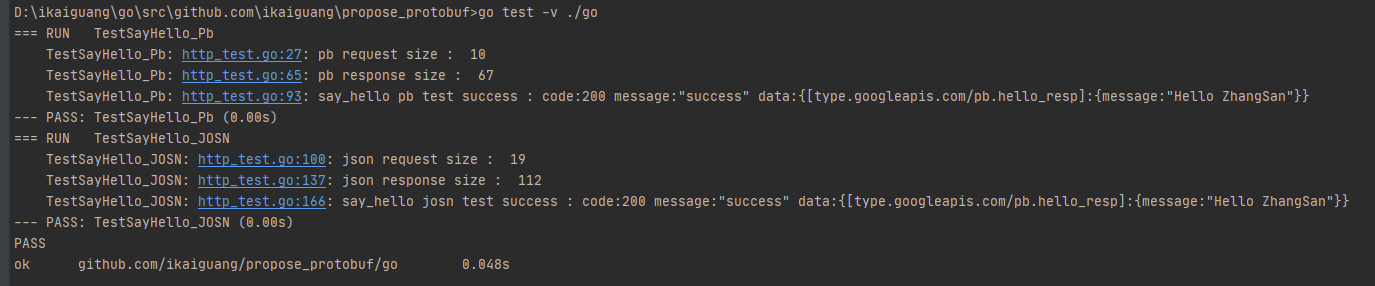 D:\ikaiguang\go\src\github.com\ikaiguang\propose_protobuf>go test -v ./go
=== RUN   TestSayHello_Pb
    TestSayHello_Pb: http_test.go:27: pb request size :  10
    TestSayHello_Pb: http_test.go:65: pb response size :  67
    TestSayHello_Pb: http_test.go:93: say_hello pb test success : code:200 message:"success" data:{[type.googleapis.com/pb.hello_resp]:{message:"Hello ZhangSan"}}
--- PASS: TestSayHello_Pb (0.00s)
=== RUN   TestSayHello_JOSN
    TestSayHello_JOSN: http_test.go:100: json request size :  19
    TestSayHello_JOSN: http_test.go:137: json response size :  112
    TestSayHello_JOSN: http_test.go:166: say_hello josn test success : code:200 message:"success" data:{[type.googleapis.com/pb.hello_resp]:{message:"Hello ZhangSan"}}
--- PASS: TestSayHello_JOSN (0.00s)
PASS
ok      github.com/ikaiguang/propose_protobuf/go        0.048s